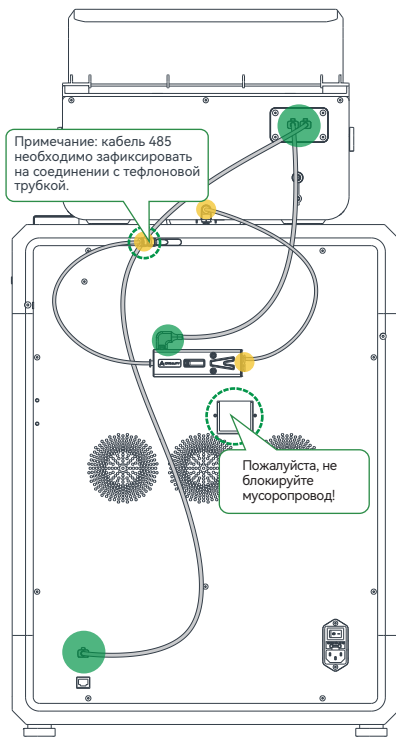 Примечание: кабель 485
необходимо зафиксировать
на соединении с тефлоновой
трубкой.
Пожалуйста, не
блокируйте
мусоропровод!